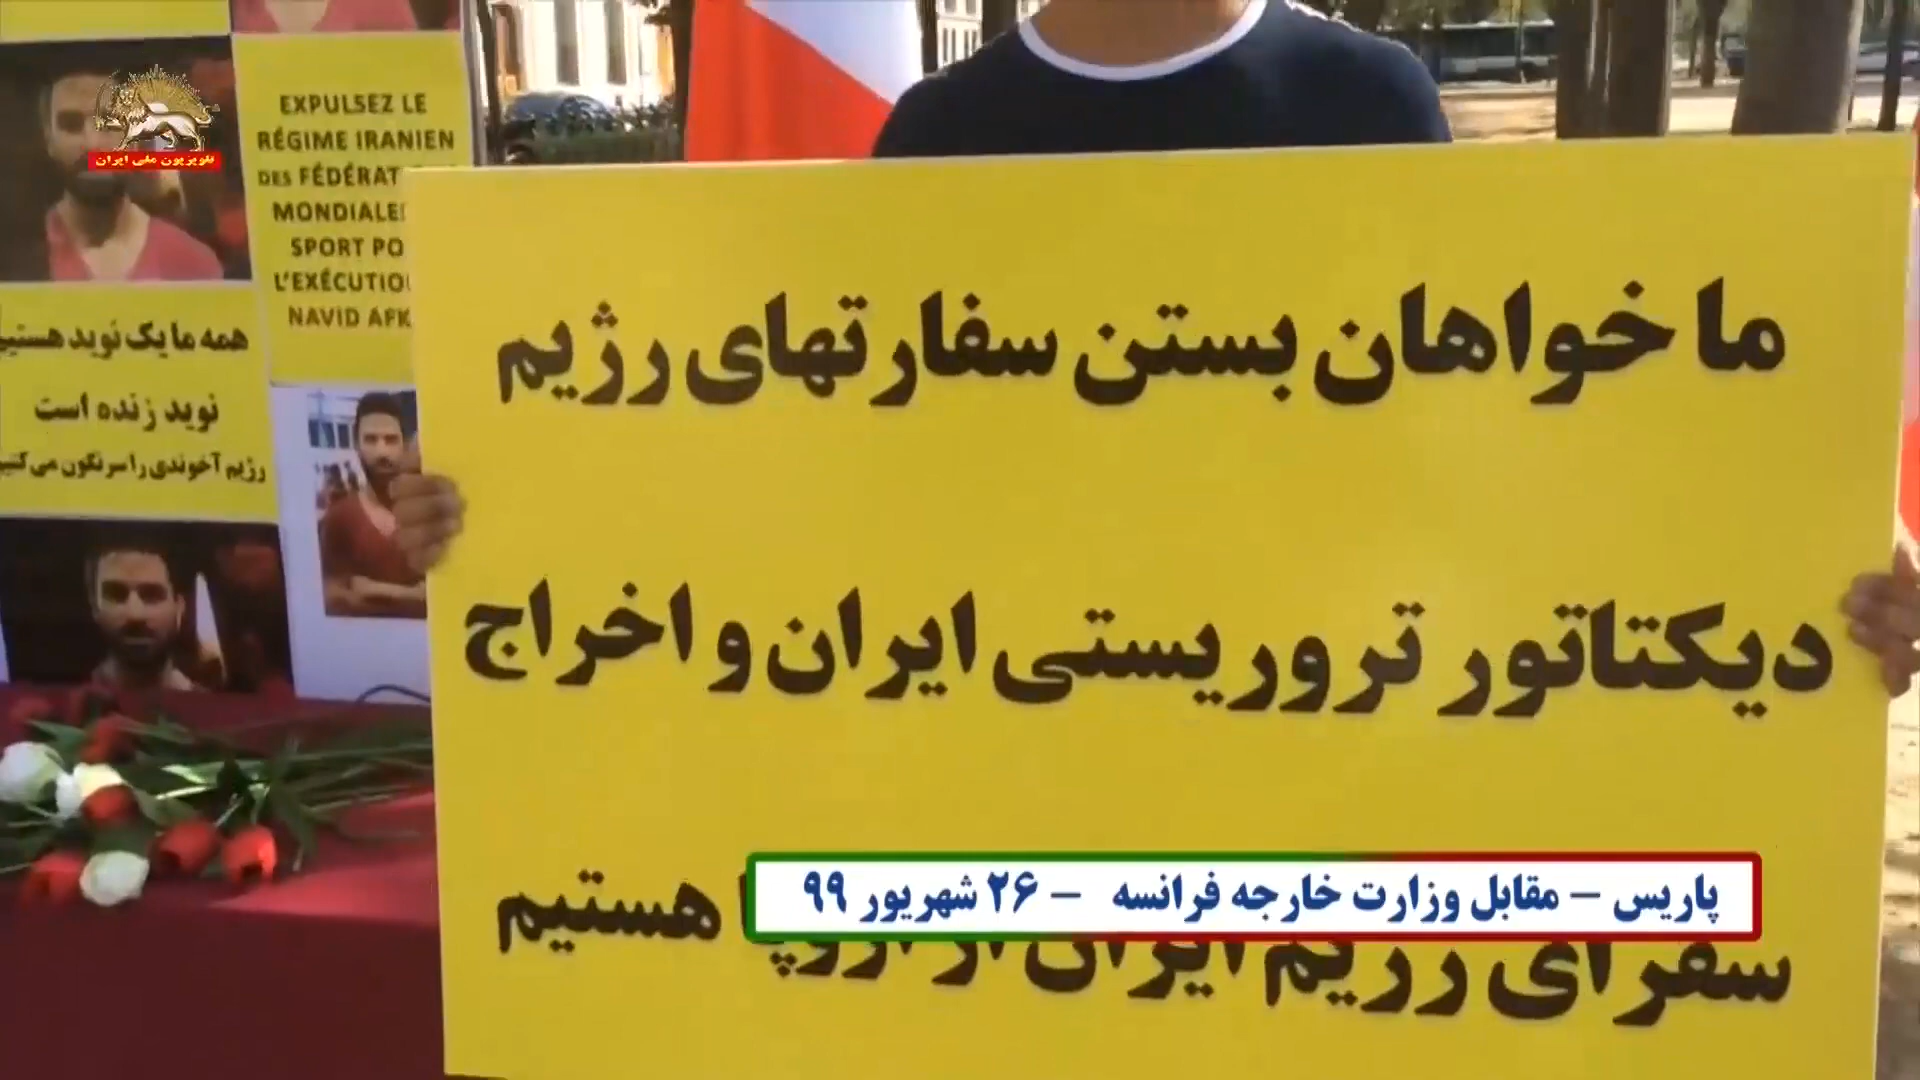 تلویزیون ملی ایران
EXPULSEZ LE
RÉGIME IRANIEN
DES FÉDÉRAT
MONDIALE
SPORT PO
L'EXÉCUTIO
NAVID AFK
همه ما یک نوید هستیم
نوید زنده است
رژیم آخوندی را سرنگون می‌کنیم
ما خواهان بستن سفارتهای رژیم
دیکتاتور تروریستی ایران و اخراج
سفرای رژیم ایران از اروپا هستیم
پاریس – مقابل وزارت خارجه فرانسه – ۲۶ شهریور ۹۹